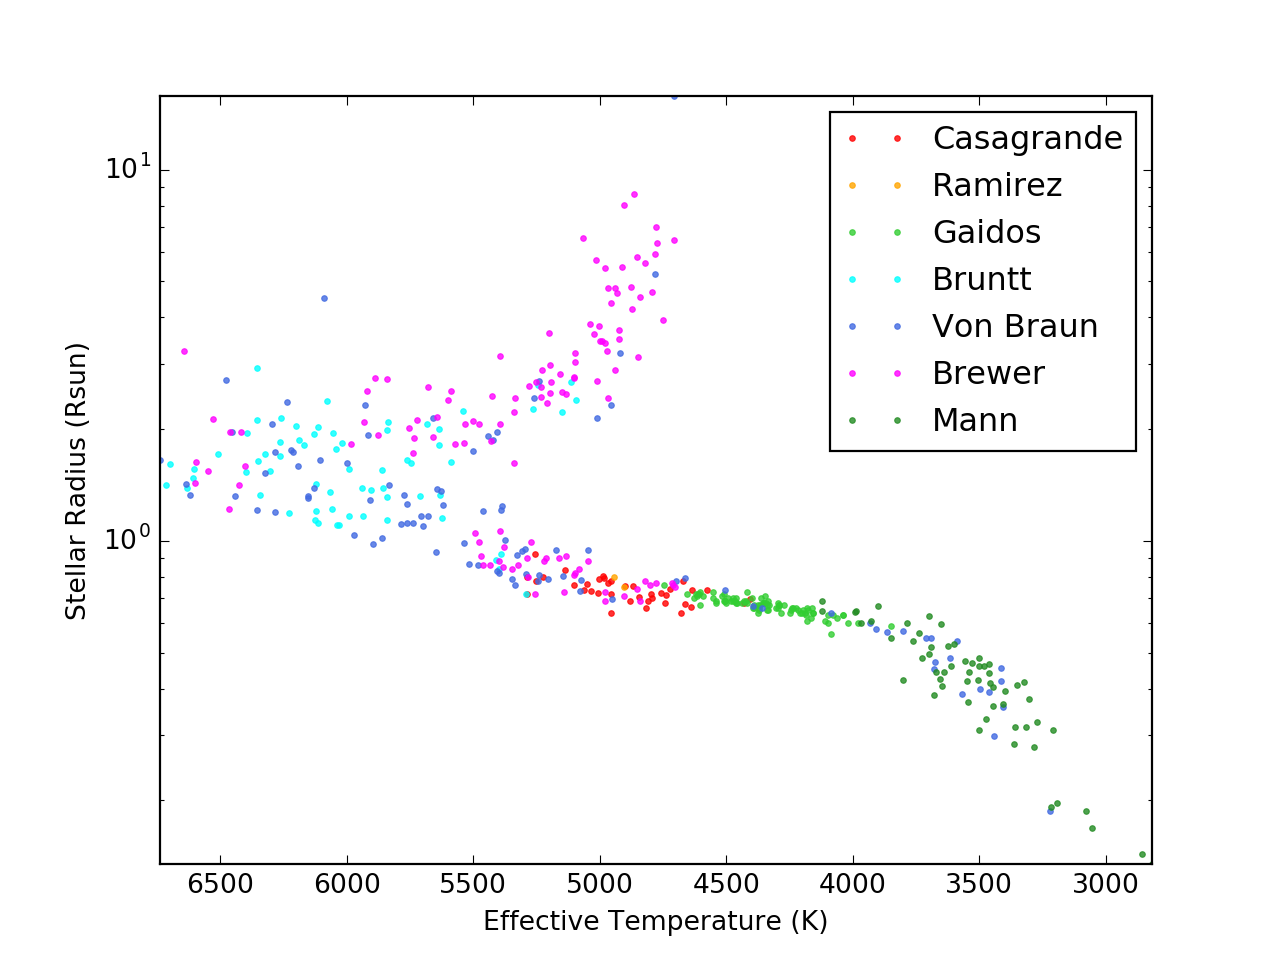 Casagrande
Ramirez
Gaidos
Bruntt
Von Braun
Brewer
Mann
10^1
10^0
Stellar Radius (Rsun)
6500 6000 5500 5000 4500 4000 3500 3000
Effective Temperature (K)